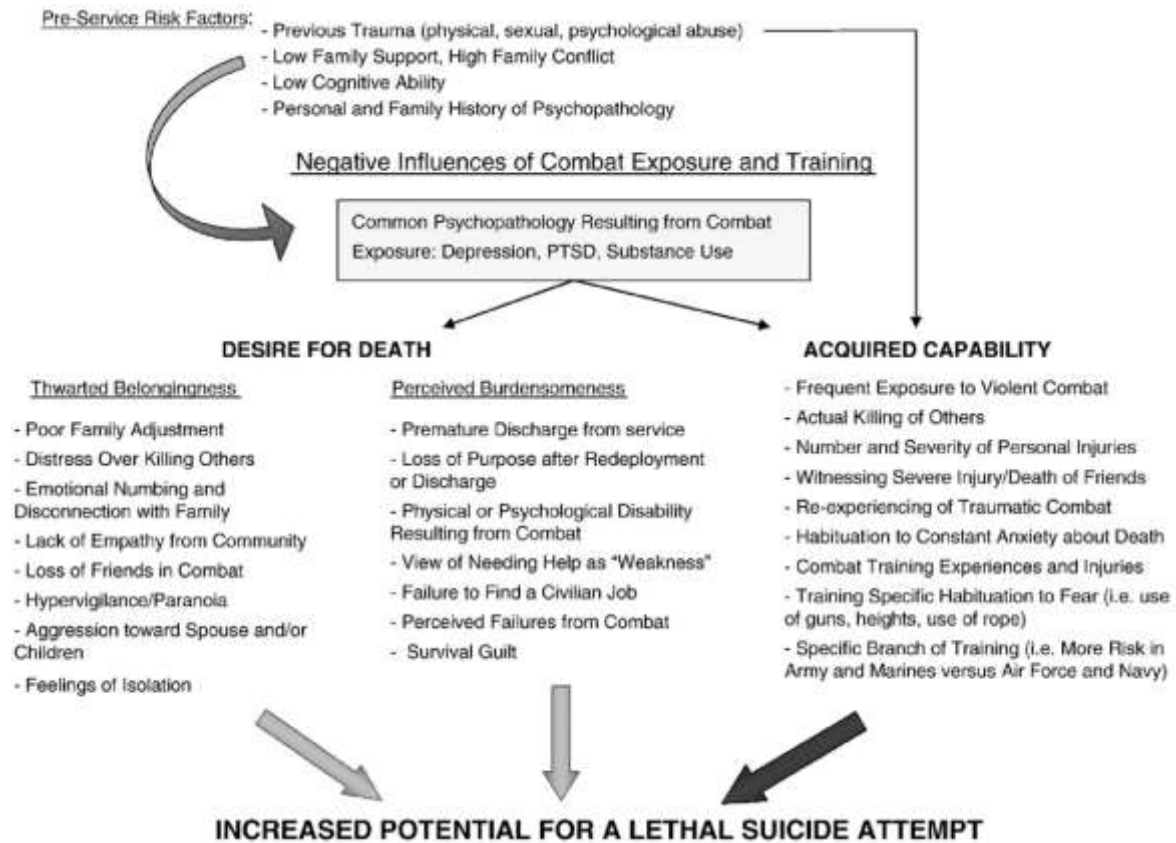 Pre-Service Risk Factors:
- Previous Trauma (physical, sexual, psychological abuse)
- Low Family Support, High Family Conflict
- Low Cognitive Ability
- Personal and Family History of Psychopathology
Negative Influences of Combat Exposure and Training
Common Psychopathology Resulting from Combat
Exposure: Depression, PTSD, Substance Use
DESIRE FOR DEATH
Thwarted Belongingness
- Poor Family Adjustment
- Distress Over Killing Others
- Emotional Numbing and
Disconnection with Family
- Lack of Empathy from Community
- Loss of Friends in Combat
- Hypervigilance/Paranoia
- Aggression toward Spouse and/or
Children
- Feelings of Isolation
Perceived Burdensomeness
- Premature Discharge from service
- Loss of Purpose after Redeployment
or Discharge
- Physical or Psychological Disability
Resulting from Combat
- View of Needing Help as "Weakness"
- Failure to Find a Civilian Job
- Perceived Failures from Combat
- Survival Guilt
ACQUIRED CAPABILITY
- Frequent Exposure to Violent Combat
- Actual Killing of Others
- Number and Severity of Personal Injuries
- Witnessing Severe Injury/Death of Friends
- Re-experiencing of Traumatic Combat
- Habituation to Constant Anxiety about Death
- Combat Training Experiences and Injuries
- Training Specific Habituation to Fear (i.e. use
of guns, heights, use of rope)
- Specific Branch of Training (i.e. More Risk in
Army and Marines versus Air Force and Navy)
INCREASED POTENTIAL FOR A LETHAL SUICIDE ATTEMPT